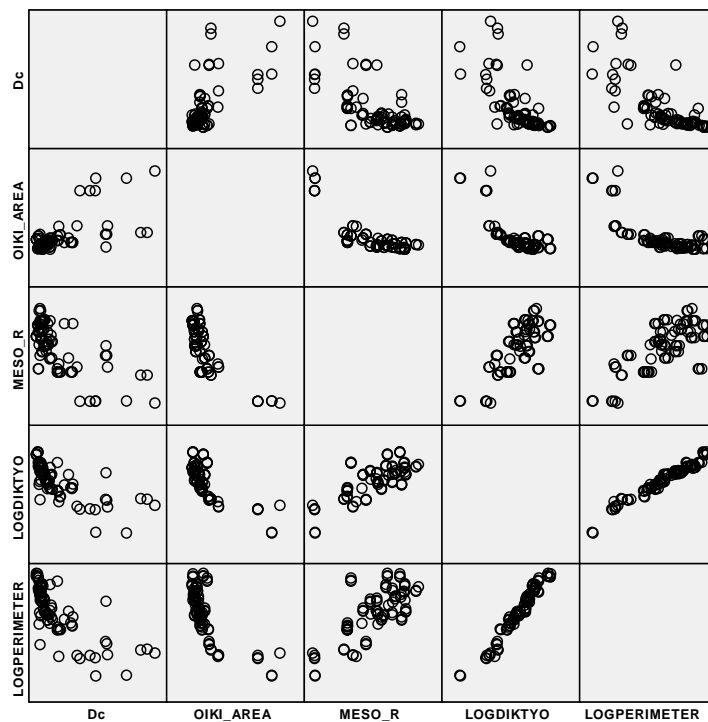 Dc
OIKI_AREA
MESO_R
LOGDIKTYO
LOGPERIMETER
Dc OIKI_AREA MESO_R LOGDIKTYO LOGPERIMETER